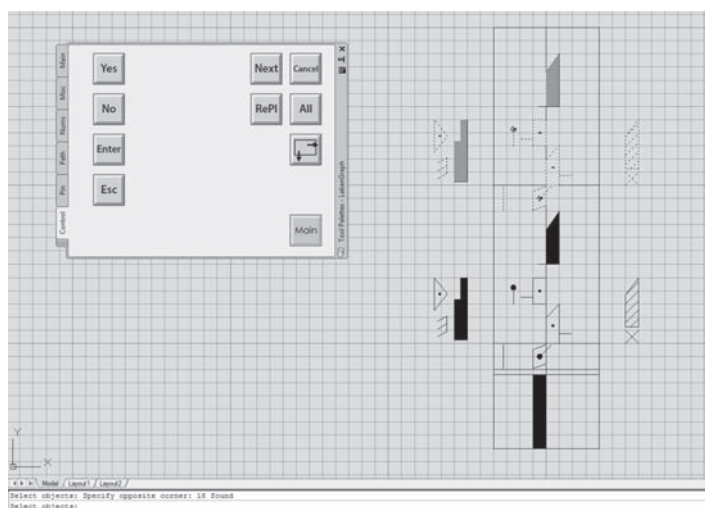 Yes
Next
Cancel
No
RePl
All
Enter
Esc
Main
Main
Misc
Nums
Path
Pin
Control
Tool Palettes - LabanGraph
Y
X
Model / Layout1 / Layout2 /
Select objects: Specify opposite corner: 18 found
Select objects: